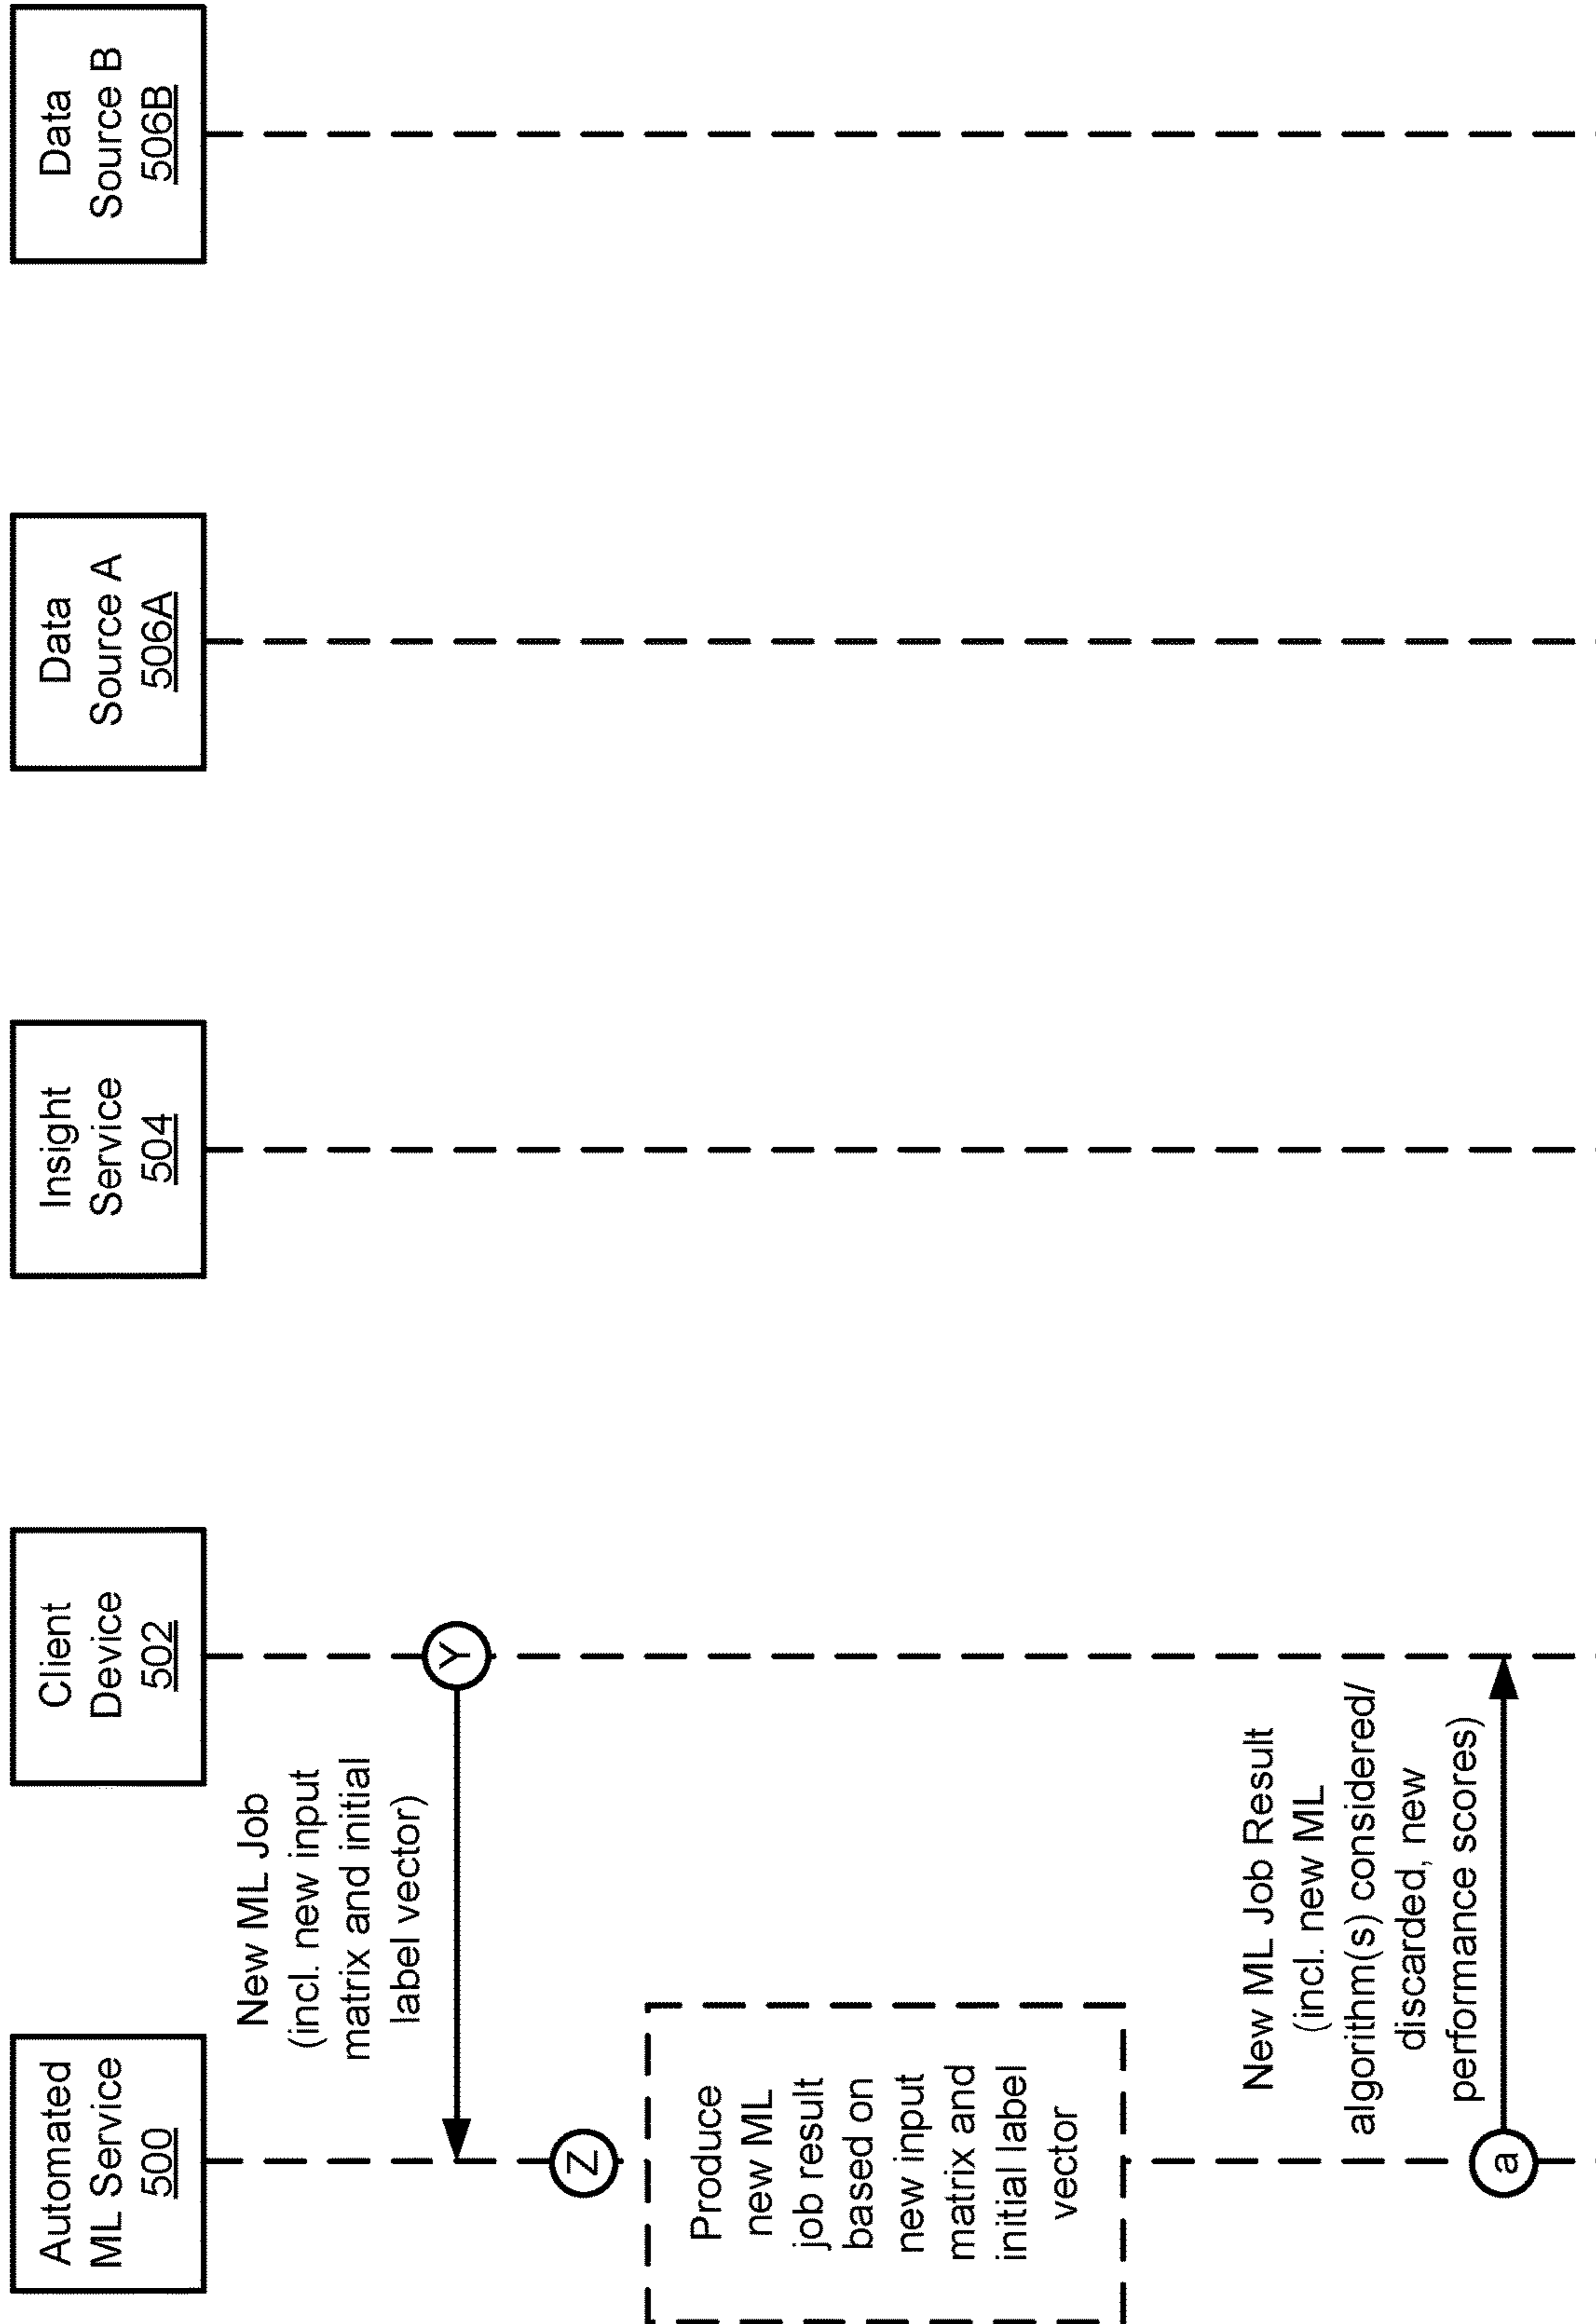 Automated
ML Service
500
Client
Device
502
Insight
Service
504
Data
Source A
506A
Data
Source B
506B
New ML Job
(incl. new input
matrix and initial
label vector)
Y
Z
Produce
new ML
job result
based on
new input
matrix and
initial label
vector
New ML Job Result
(incl. new ML
algorithm(s) considered/
discarded, new
performance scores)
a